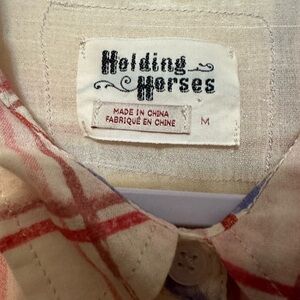 Holding
Horses
MADE IN CHINA
FABRIQUÉ EN CHINE
M